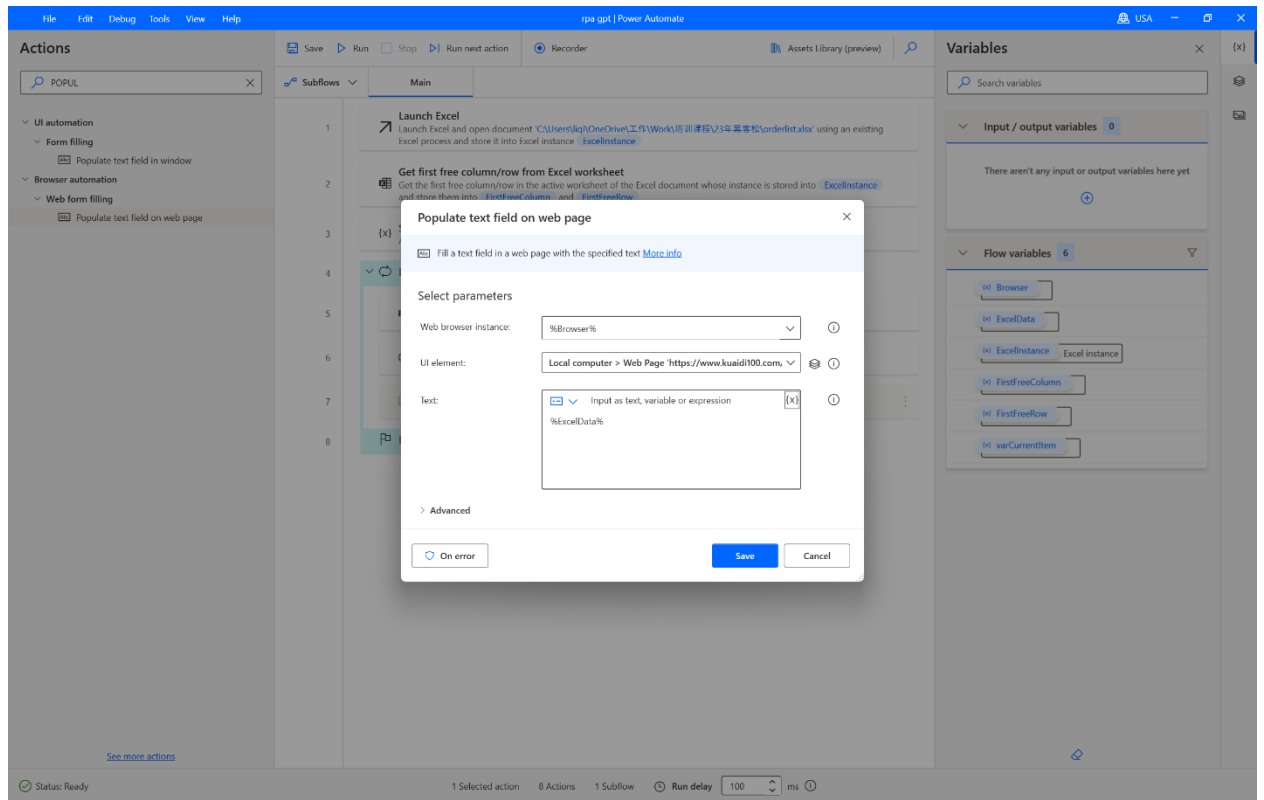 File Edit Debug Tools View Help
rpa gpt | Power Automate
USA
Actions
POPUL
UI automation
Form filling
Populate text field in window
Browser automation
Web form filling
Populate text field on web page
See more actions
Save Run Stop Run next action Recorder
Assets Library (preview)
Subflows Main
1
Launch Excel
Launch Excel and open document 'C:\Users\liqi\OneDrive\工作\Work\培训课程\23年黑客松\orderlist.xlsx' using an existing
Excel process and store it into Excel instance ExcelInstance
2
Get first free column/row from Excel worksheet
Get the first free column/row in the active worksheet of the Excel document whose instance is stored into ExcelInstance
and store them into FirstFreeColumn and FirstFreeRow
3
{x}
4
5
6
7
8
Populate text field on web page
Abc Fill a text field in a web page with the specified text More info
Select parameters
Web browser instance: %Browser%
UI element: Local computer > Web Page 'https://www.kuaidi100.com,
Text: Input as text, variable or expression {x}
%ExcelData%
Advanced
On error
Save
Cancel
Variables
{x}
Search variables
Input / output variables 0
There aren't any input or output variables here yet
Flow variables 6
(x) Browser
(x) ExcelData
(x) ExcelInstance Excel instance
(x) FirstFreeColumn
(x) FirstFreeRow
(x) varCurrentItem
Status: Ready
1 Selected action 8 Actions 1 Subflow Run delay 100 ms